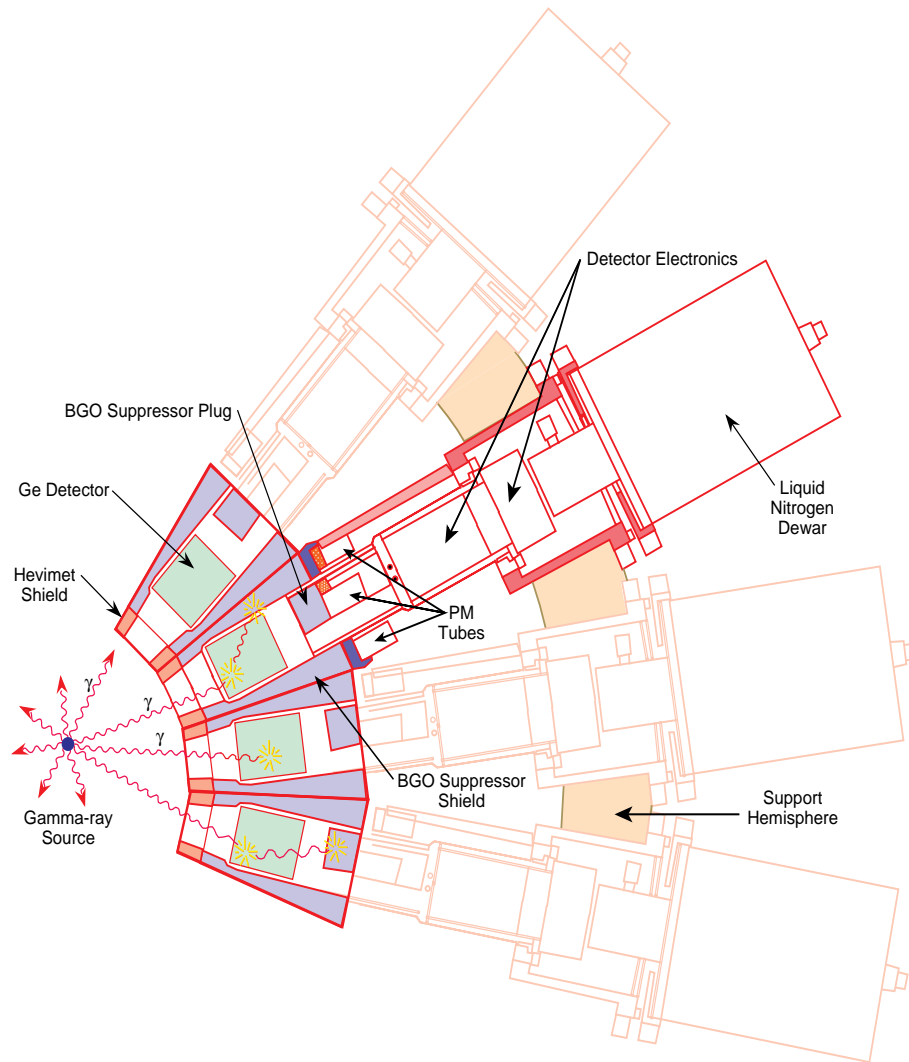 Detector Electronics
BGO Suppressor Plug
Ge Detector
Liquid
Nitrogen
Dewar
Hevimet
Shield
PM
Tubes
γ
γ
γ
BGO Suppressor
Shield
Gamma-ray
Source
Support
Hemisphere